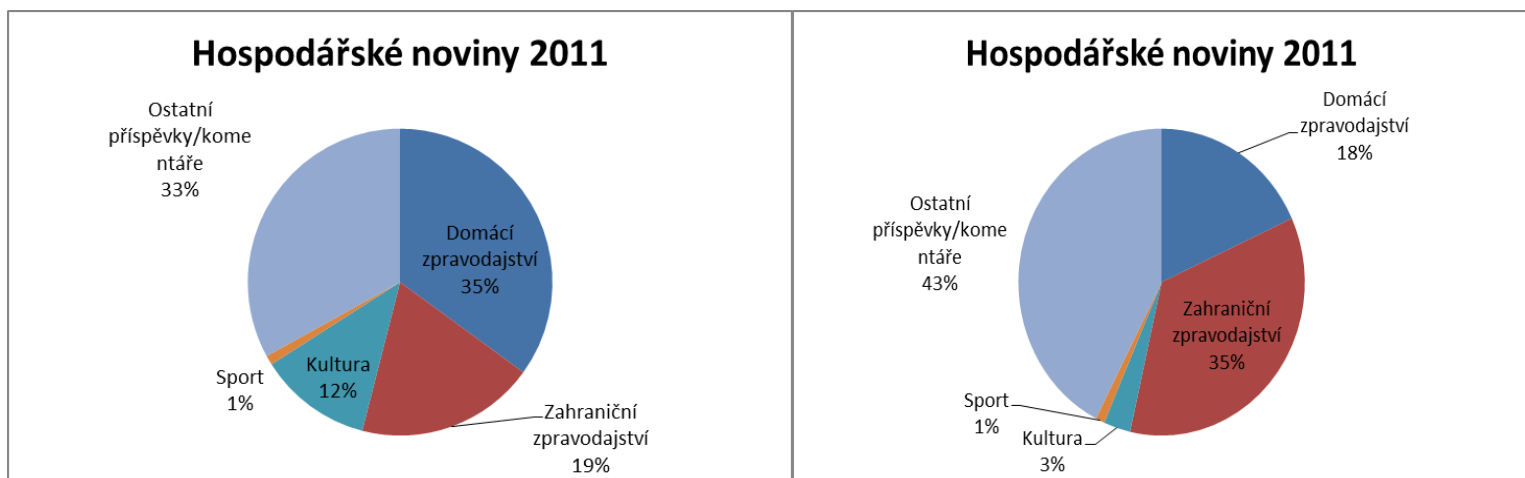 Hospodářské noviny 2011
Ostatní
příspěvky/kome
ntáře
33%
Domácí
zpravodajství
35%
Kultura
12%
Sport
1%
Zahraniční
zpravodajství
19%
Hospodářské noviny 2011
Domácí
zpravodajství
18%
Ostatní
příspěvky/kome
ntáře
43%
Zahraniční
zpravodajství
35%
Sport
1%
Kultura
3%